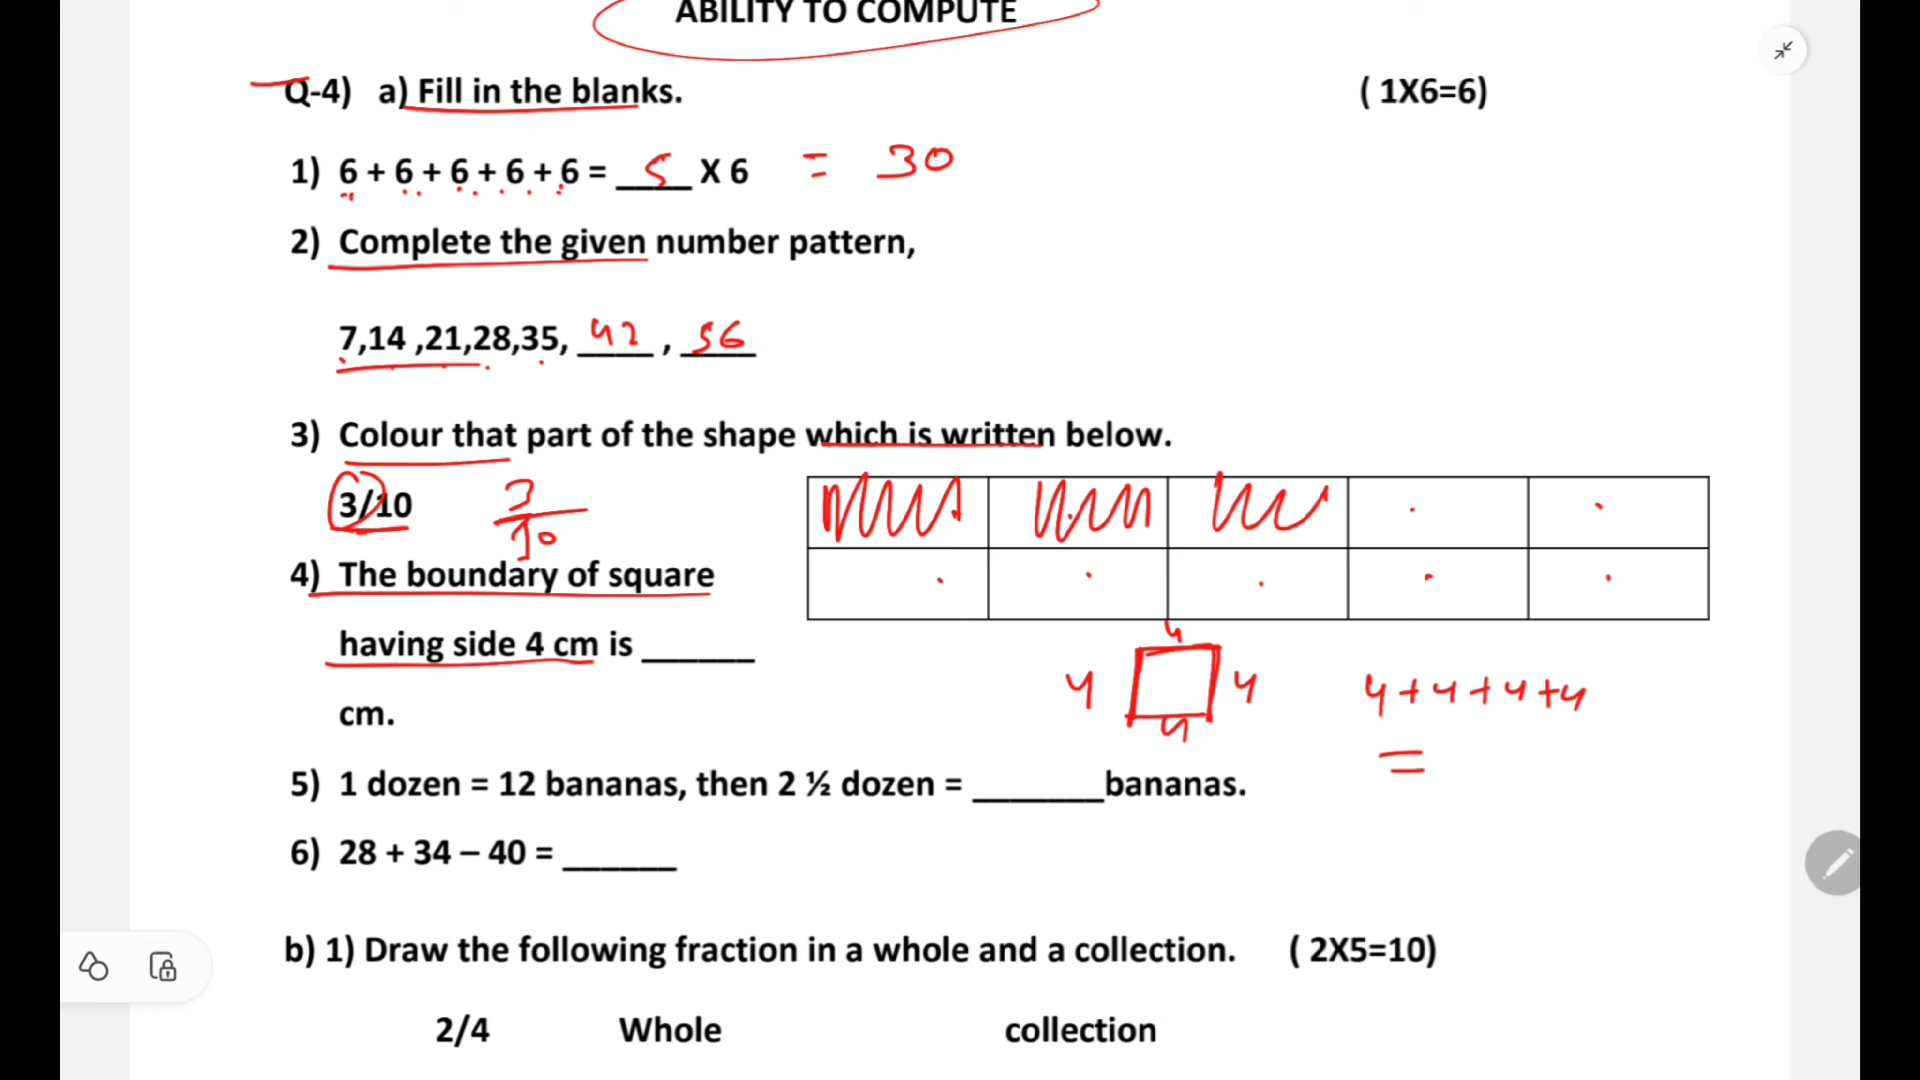 ABILITY TO COMPUTE
Q-4) a) Fill in the blanks. ( 1X6=6)
1) 6 + 6 + 6 + 6 + 6 = 5 X 6 = 30
2) Complete the given number pattern,
7,14 ,21,28,35, 42 , 56
3) Colour that part of the shape which is written below.
3/10 3/10
4) The boundary of square
having side 4 cm is ______
4
4 4 4+4+4+4
4
cm.
=
5) 1 dozen = 12 bananas, then 2 ½ dozen = _______bananas.
6) 28 + 34 – 40 = ______
b) 1) Draw the following fraction in a whole and a collection. ( 2X5=10)
2/4 Whole collection